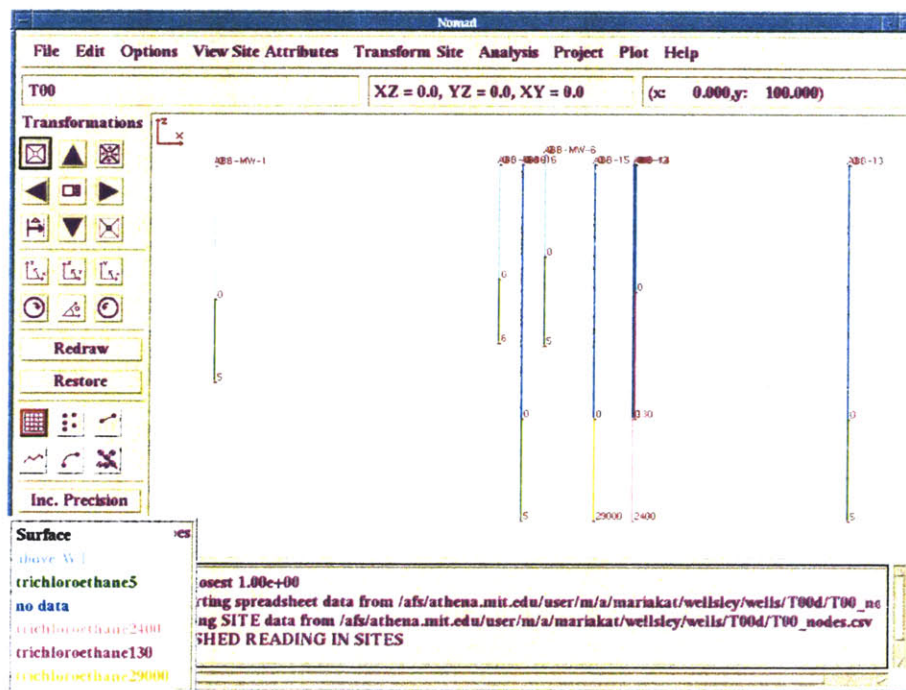 Nomad
File Edit Options View Site Attributes Transform Site Analysis Project Plot Help
T00
XZ = 0.0, YZ = 0.0, XY = 0.0
(x: 0.000,y: 100.000)
Transformations
z
x
ABB-MW-1
ABB-MW-6
ABB-15
ABB-13
0
0
0
6
0
5
6
5
0
0
130
0
5
29000
2400
5
Redraw
Restore
Inc. Precision
Surface
above WT
trichloroethane5
no data
trichloroethane2400
trichloroethane130
trichloroethane29000
osest 1.00e+00
rting spreadsheet data from /afs/athena.mit.edu/user/m/a/mariakat/wellsley/wells/T00d/T00_no
ng SITE data from /afs/athena.mit.edu/user/m/a/mariakat/wellsley/wells/T00d/T00_nodes.csv
SHED READING IN SITES